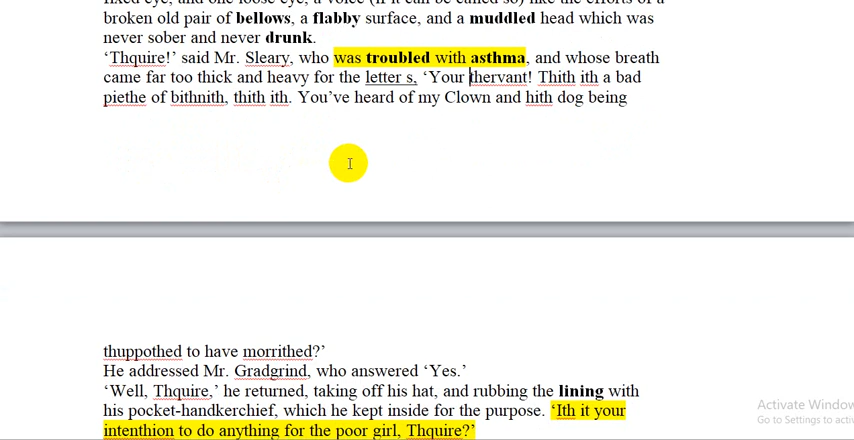 broken old pair of bellows, a flabby surface, and a muddled head which was
never sober and never drunk.
‘Thquire!’ said Mr. Sleary, who was troubled with asthma, and whose breath
came far too thick and heavy for the letter s, ‘Your thervant! Thith ith a bad
piethe of bithnith, thith ith. You’ve heard of my Clown and hith dog being
thuppothed to have morrithed?’
He addressed Mr. Gradgrind, who answered ‘Yes.’
‘Well, Thquire,’ he returned, taking off his hat, and rubbing the lining with
his pocket-handkerchief, which he kept inside for the purpose. ‘Ith it your
intenthion to do anything for the poor girl, Thquire?’
Activate Window
Go to Settings to activ